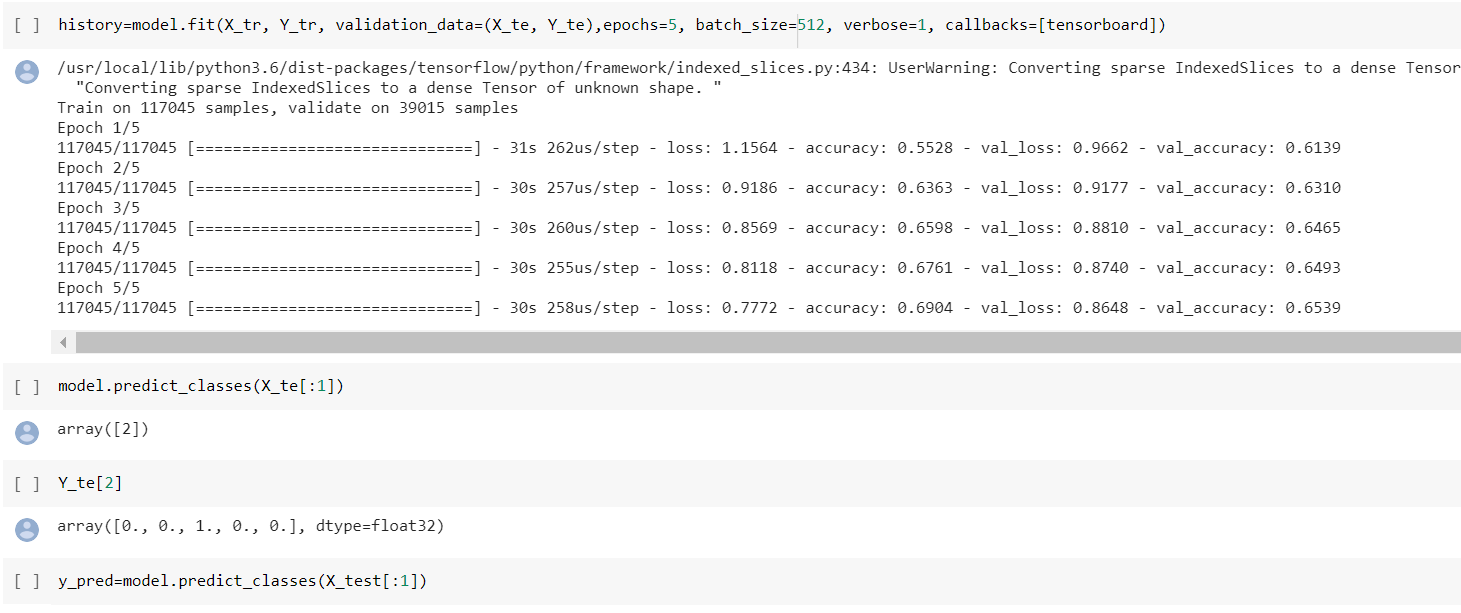 [ ] history=model.fit(X_tr, Y_tr, validation_data=(X_te, Y_te),epochs=5, batch_size=512, verbose=1, callbacks=[tensorboard])
/usr/local/lib/python3.6/dist-packages/tensorflow/python/framework/indexed_slices.py:434: UserWarning: Converting sparse IndexedSlices to a dense Tensor
"Converting sparse IndexedSlices to a dense Tensor of unknown shape. "
Train on 117045 samples, validate on 39015 samples
Epoch 1/5
117045/117045 [==============================] - 31s 262us/step - loss: 1.1564 - accuracy: 0.5528 - val_loss: 0.9662 - val_accuracy: 0.6139
Epoch 2/5
117045/117045 [==============================] - 30s 257us/step - loss: 0.9186 - accuracy: 0.6363 - val_loss: 0.9177 - val_accuracy: 0.6310
Epoch 3/5
117045/117045 [==============================] - 30s 260us/step - loss: 0.8569 - accuracy: 0.6598 - val_loss: 0.8810 - val_accuracy: 0.6465
Epoch 4/5
117045/117045 [==============================] - 30s 255us/step - loss: 0.8118 - accuracy: 0.6761 - val_loss: 0.8740 - val_accuracy: 0.6493
Epoch 5/5
117045/117045 [==============================] - 30s 258us/step - loss: 0.7772 - accuracy: 0.6904 - val_loss: 0.8648 - val_accuracy: 0.6539
[ ] model.predict_classes(X_te[:1])
array([2])
[ ] Y_te[2]
array([0., 0., 1., 0., 0.], dtype=float32)
[ ] y_pred=model.predict_classes(X_test[:1])